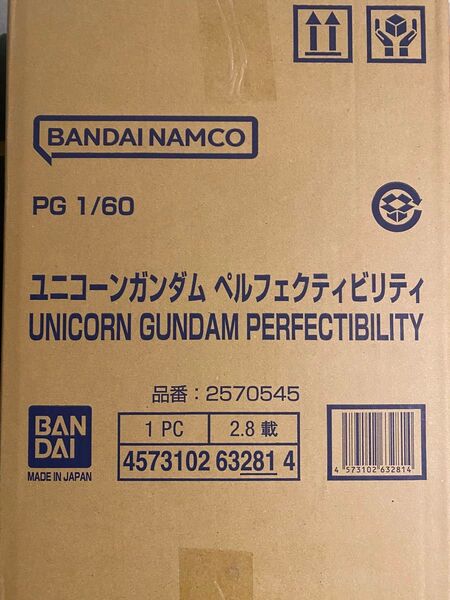 BANDAI NAMCO
PG 1/60
ユニコーンガンダム ペルフェクティビリティ
UNICORN GUNDAM PERFECTIBILITY
品番：2570545
BAN
DAI
MADE IN JAPAN
1 PC
2.8 載
4573102 63281 4
4 573102 632814